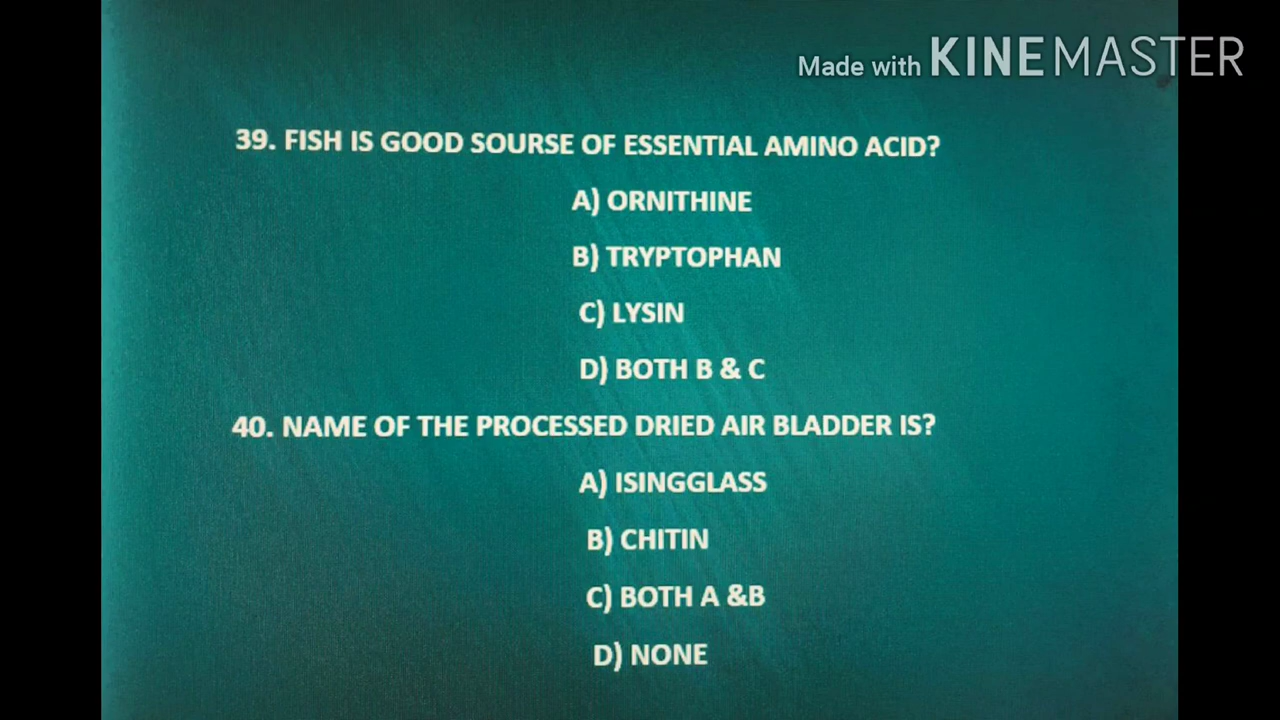 Made with KINEMASTER
39. FISH IS GOOD SOURSE OF ESSENTIAL AMINO ACID?
A) ORNITHINE
B) TRYPTOPHAN
C) LYSIN
D) BOTH B & C
40. NAME OF THE PROCESSED DRIED AIR BLADDER IS?
A) ISINGGLASS
B) CHITIN
C) BOTH A &B
D) NONE